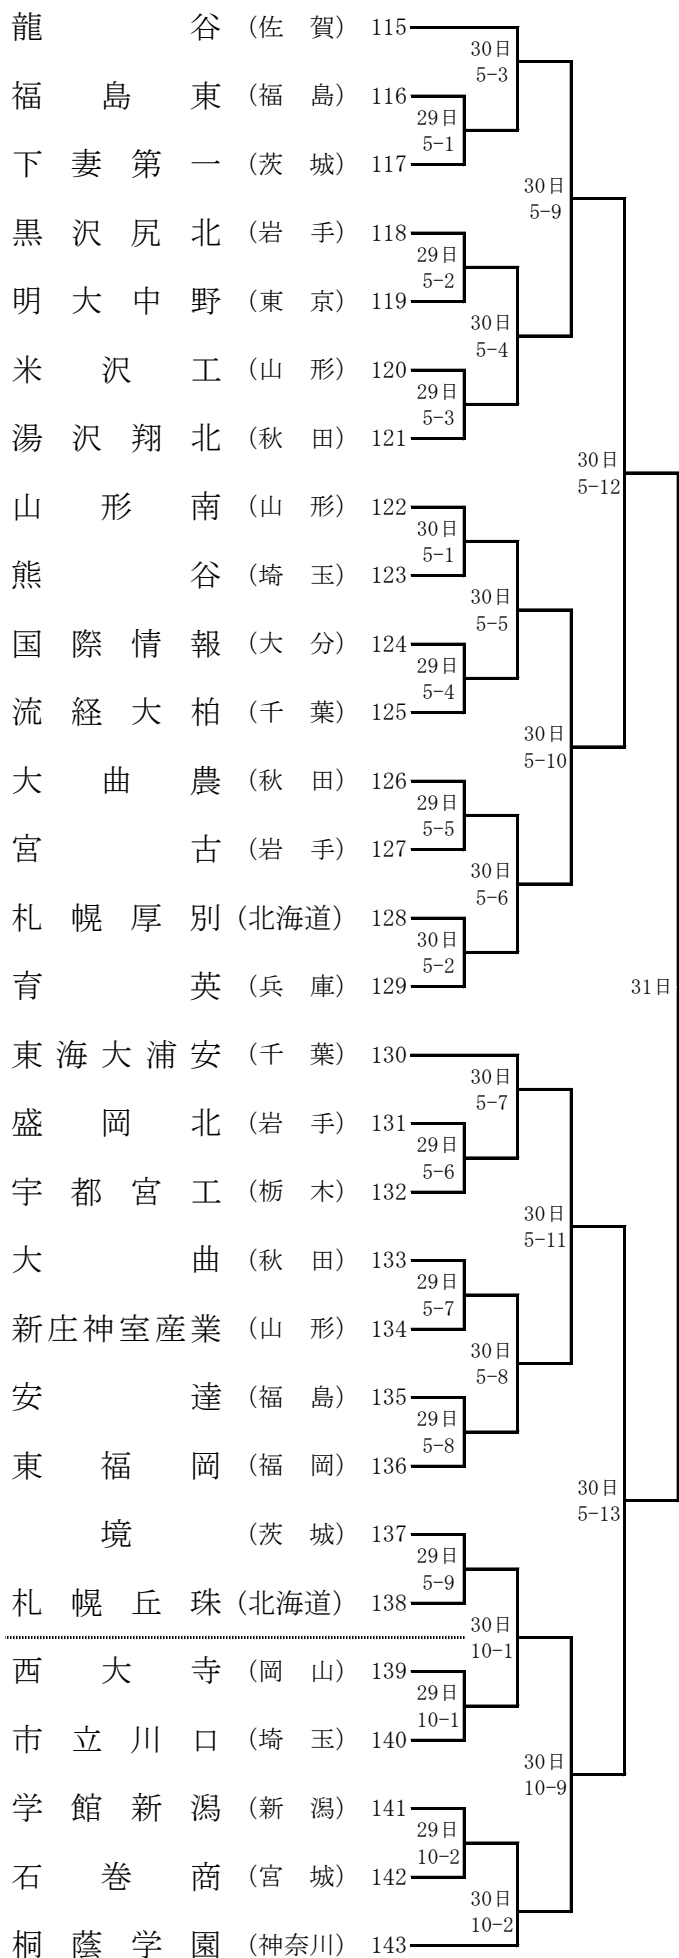 龍谷（佐賀）115
30日
5-3
福島東（福島）116
29日
5-1
下妻第一（茨城）117
30日
5-9
黒沢尻北（岩手）118
29日
5-2
明大中野（東京）119
30日
5-4
米沢工（山形）120
29日
5-3
湯沢翔北（秋田）121
30日
5-12
山形南（山形）122
30日
5-1
熊谷（埼玉）123
30日
5-5
国際情報（大分）124
29日
5-4
流経大柏（千葉）125
30日
5-10
大曲農（秋田）126
29日
5-5
宮古（岩手）127
30日
5-6
札幌厚別（北海道）128
30日
5-2
育英（兵庫）129
31日
東海大浦安（千葉）130
30日
5-7
盛岡北（岩手）131
29日
5-6
宇都宮工（栃木）132
30日
5-11
大曲（秋田）133
29日
5-7
新庄神室産業（山形）134
30日
5-8
安達（福島）135
29日
5-8
東福岡（福岡）136
30日
5-13
境（茨城）137
29日
5-9
札幌丘珠（北海道）138
30日
10-1
西大寺（岡山）139
29日
10-1
市立川口（埼玉）140
30日
10-9
学館新潟（新潟）141
29日
10-2
石巻商（宮城）142
30日
10-2
桐蔭学園（神奈川）143